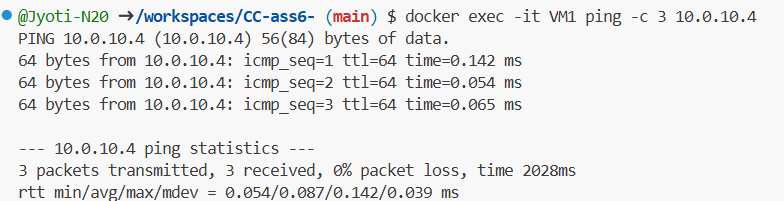 @Jyoti-N20 →/workspaces/CC-ass6- (main) $ docker exec -it VM1 ping -c 3 10.0.10.4
PING 10.0.10.4 (10.0.10.4) 56(84) bytes of data.
64 bytes from 10.0.10.4: icmp_seq=1 ttl=64 time=0.142 ms
64 bytes from 10.0.10.4: icmp_seq=2 ttl=64 time=0.054 ms
64 bytes from 10.0.10.4: icmp_seq=3 ttl=64 time=0.065 ms

--- 10.0.10.4 ping statistics ---
3 packets transmitted, 3 received, 0% packet loss, time 2028ms
rtt min/avg/max/mdev = 0.054/0.087/0.142/0.039 ms